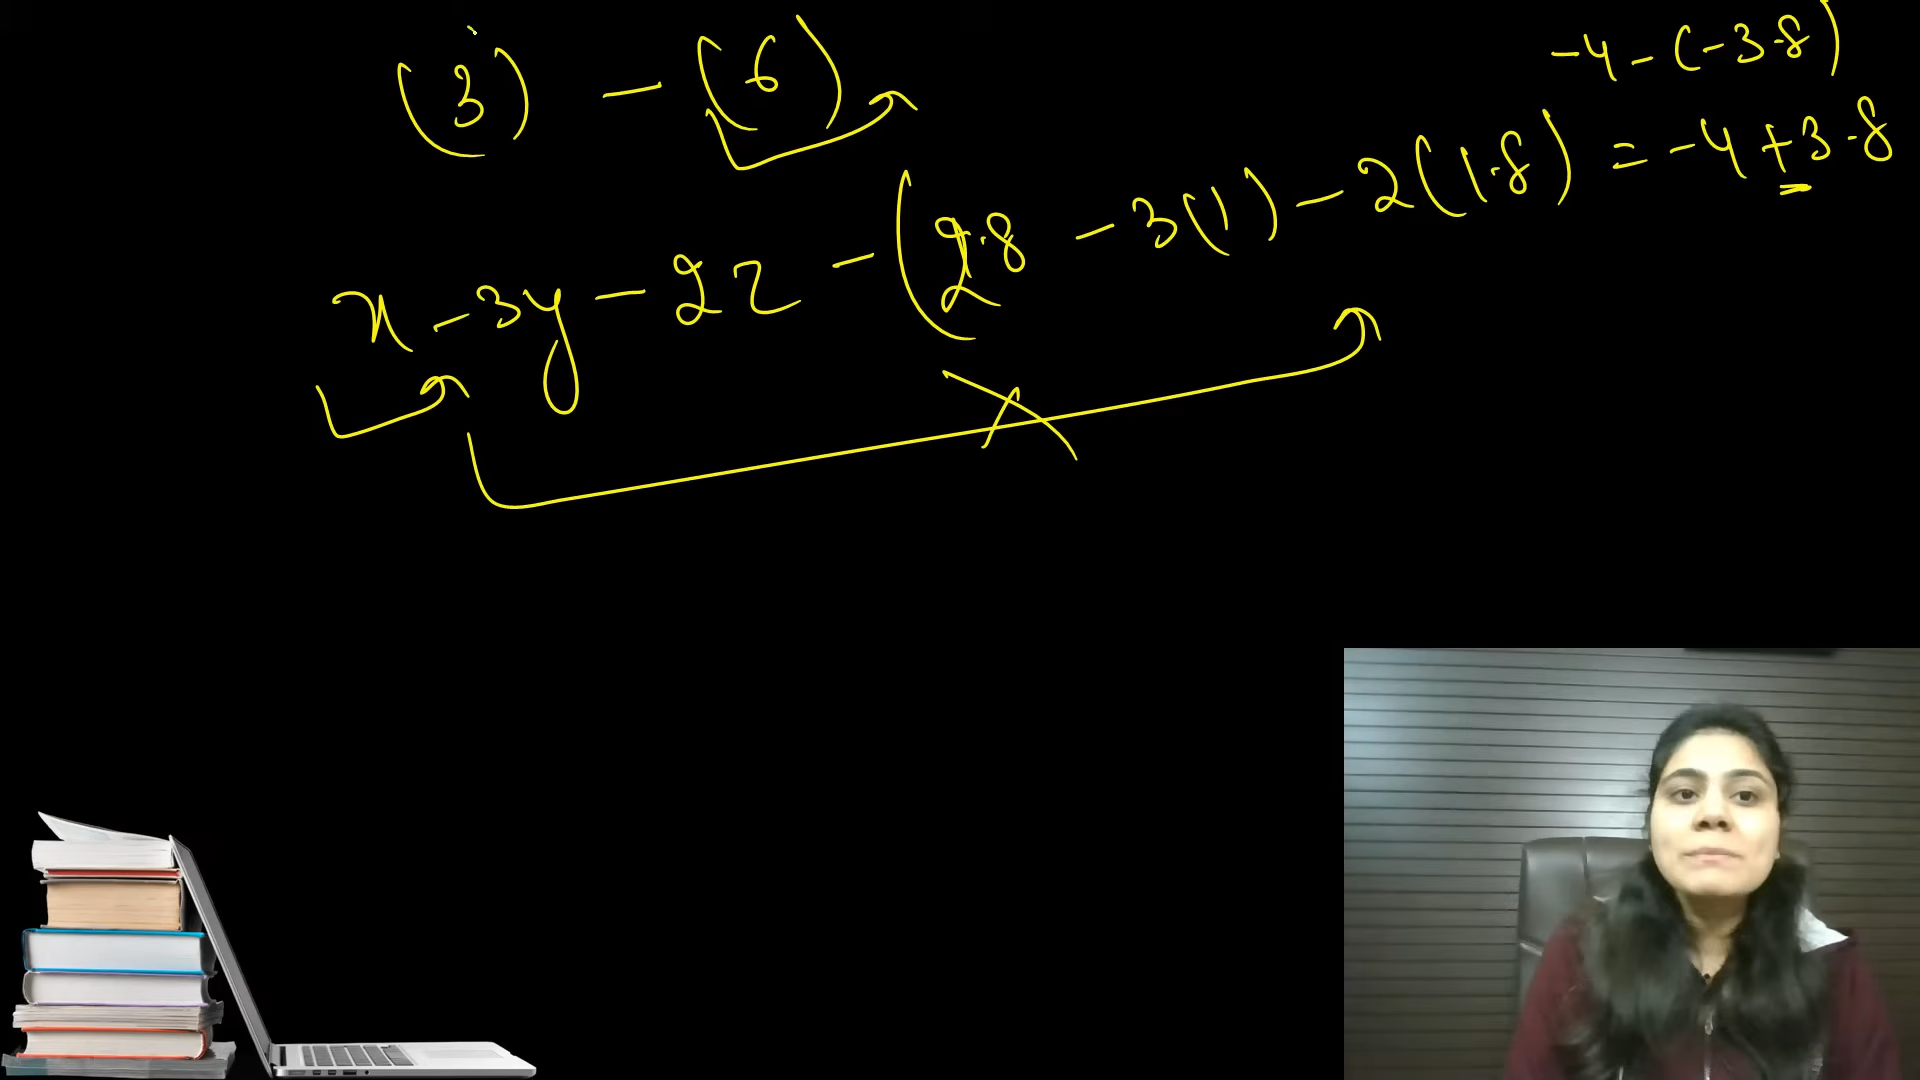 (3) - (6)
-4 - (-3.8)
x - 3y - 2z - (2.8 - 3(1) - 2(1.8) = -4 + 3.8